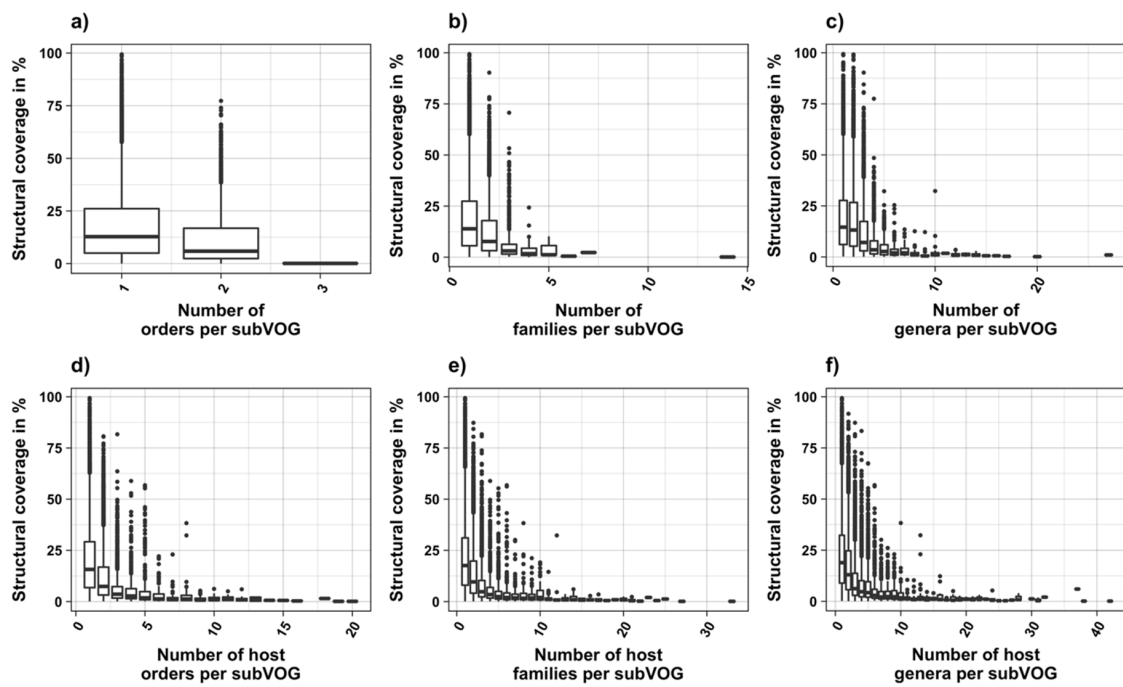 a)
Structural coverage in %
100
75
50
25
0
1
2
3
Number of
orders per subVOG
b)
Structural coverage in %
100
75
50
25
0
0
5
10
15
Number of
families per subVOG
c)
Structural coverage in %
100
75
50
25
0
0
10
20
Number of
genera per subVOG
d)
Structural coverage in %
100
75
50
25
0
0
5
10
15
20
Number of host
orders per subVOG
e)
Structural coverage in %
100
75
50
25
0
0
10
20
30
Number of host
families per subVOG
f)
Structural coverage in %
100
75
50
25
0
0
10
20
30
40
Number of host
genera per subVOG